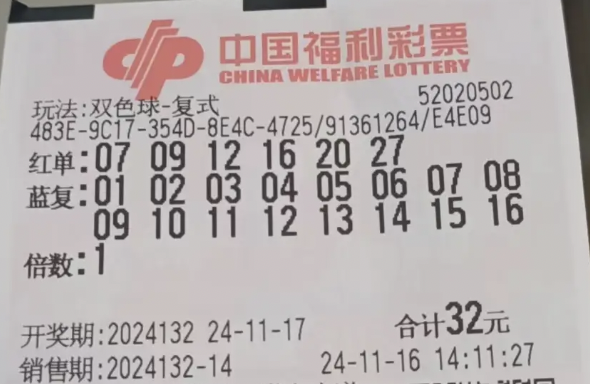 中国福利彩票
CHINA WELFARE LOTTERY
玩法:双色球-复式 52020502
483E-9C17-354D-8E4C-4725/91361264/E4E09
红单:07 09 12 16 20 27
蓝复:01 02 03 04 05 06 07 08
09 10 11 12 13 14 15 16
倍数:1
开奖期:2024132 24-11-17 合计32元
销售期:2024132-14 24-11-16 14:11:27